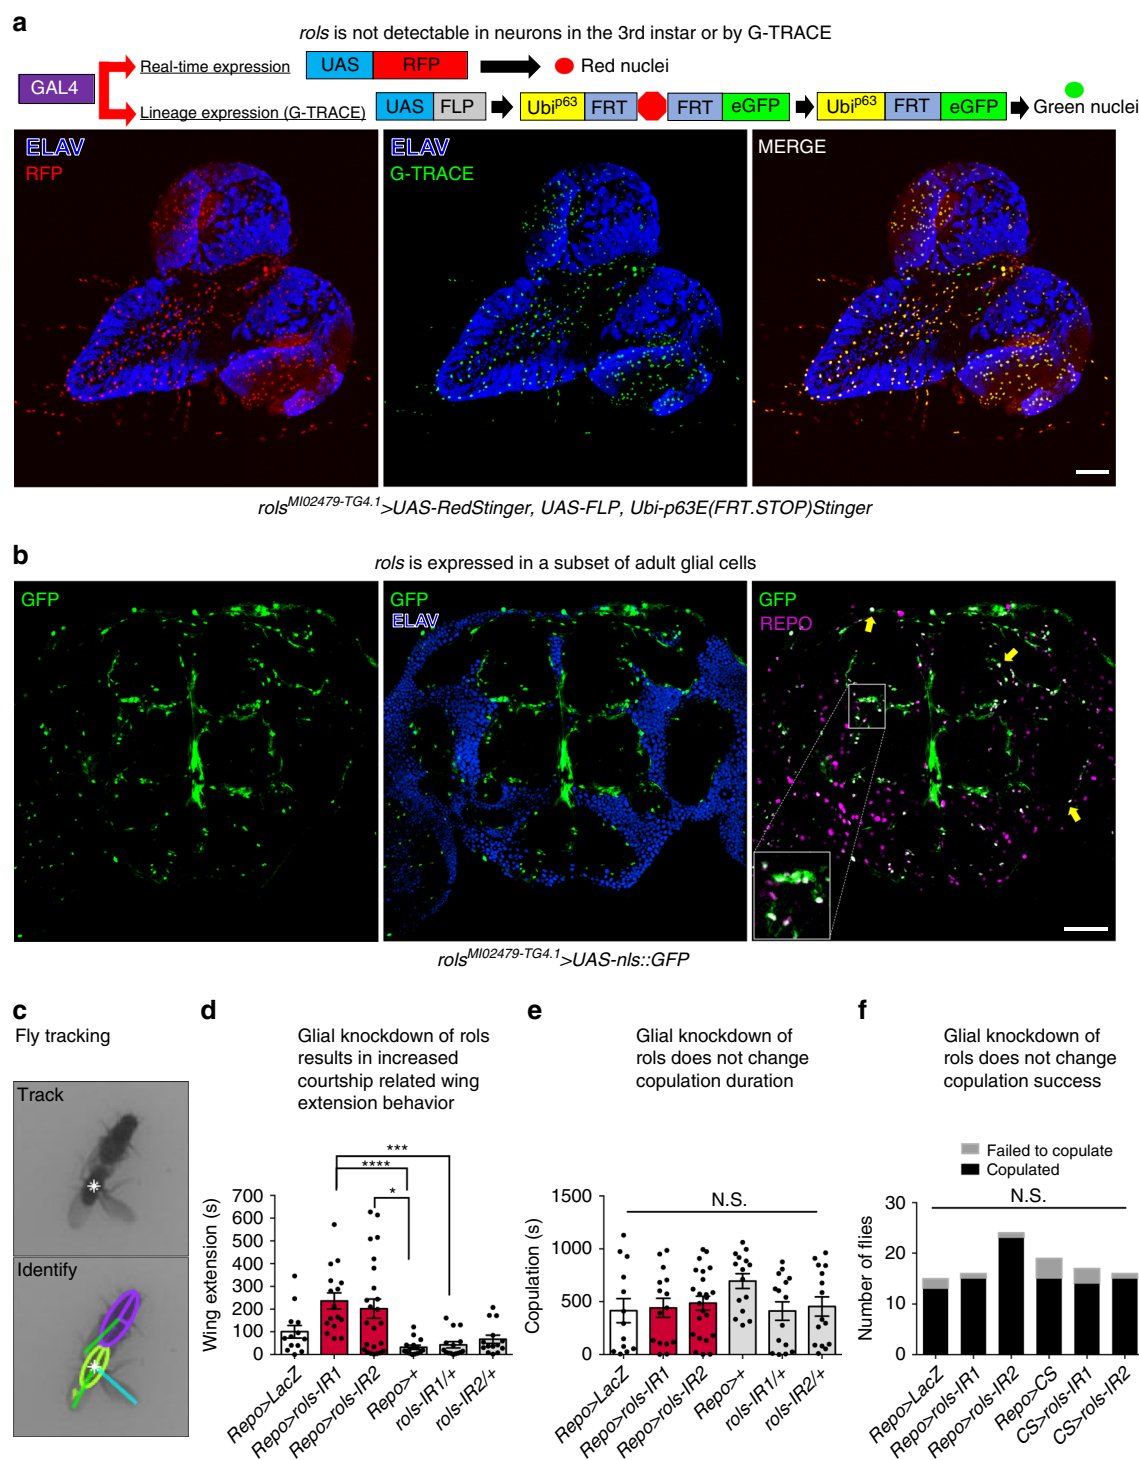 a
rols is not detectable in neurons in the 3rd instar or by G-TRACE
GAL4
Real-time expression
UAS
RFP
Red nuclei
Lineage expression (G-TRACE)
UAS
FLP
Ubip63
FRT
FRT
eGFP
Ubip63
FRT
eGFP
Green nuclei
ELAV
RFP
ELAV
G-TRACE
MERGE
rolsMI02479-TG4.1>UAS-RedStinger, UAS-FLP, Ubi-p63E(FRT.STOP)Stinger
b
rols is expressed in a subset of adult glial cells
GFP
GFP
ELAV
GFP
REPO
rolsMI02479-TG4.1>UAS-nls::GFP
c
Fly tracking
Track
Identify
d
Glial knockdown of rols
results in increased
courtship related wing
extension behavior
***
****
*
Wing extension (s)
700
600
500
400
300
200
100
0
Repo>LacZ
Repo>rols-IR1
Repo>rols-IR2
Repo>+
rols-IR1/+
rols-IR2/+
e
Glial knockdown of
rols does not change
copulation duration
N.S.
Copulation (s)
1500
1000
500
0
Repo>LacZ
Repo>rols-IR1
Repo>rols-IR2
Repo>+
rols-IR1/+
rols-IR2/+
f
Glial knockdown of
rols does not change
copulation success
Failed to copulate
Copulated
N.S.
Number of flies
30
20
10
0
Repo>LacZ
Repo>rols-IR1
Repo>rols-IR2
Repo>CS
CS>rols-IR1
CS>rols-IR2